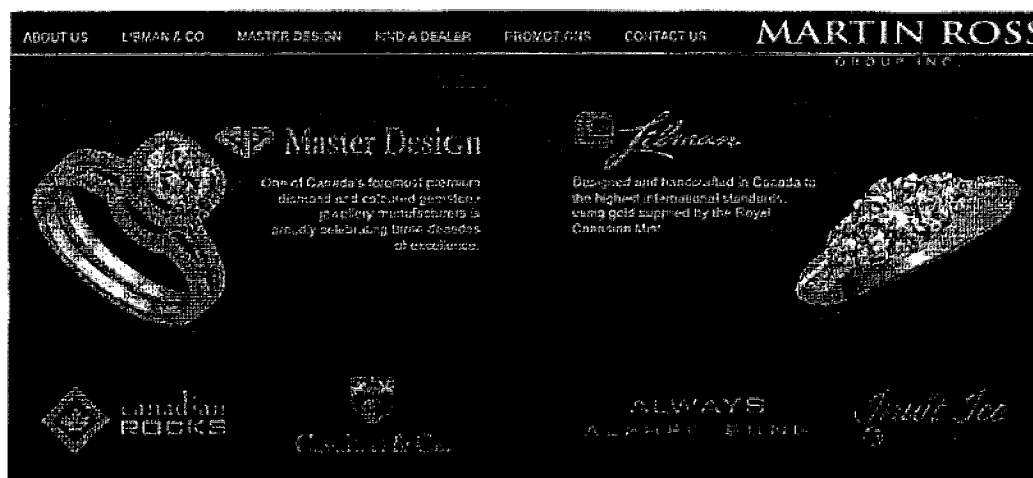 ABOUT US L'SMAN & CO MASTER DESIGN FIND A DEALER PROMOTIONS CONTACT US
MARTIN ROSS
GROUP INC.
Master Design
One of Canada's foremost premium
diamond and coloured gemstone
jewellery manufacturers is
proudly celebrating three decades
of excellence.
Designed and handcrafted in Canada to
the highest international standards,
using gold supplied by the Royal
Canadian Mint
canadian
ROCKS
& Co.
ALWAYS
Ice